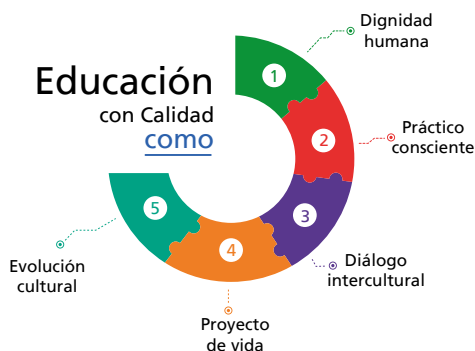 Educación
con Calidad
como
1
Dignidad
humana
2
Práctico
consciente
3
Diálogo
intercultural
4
Proyecto
de vida
5
Evolución
cultural